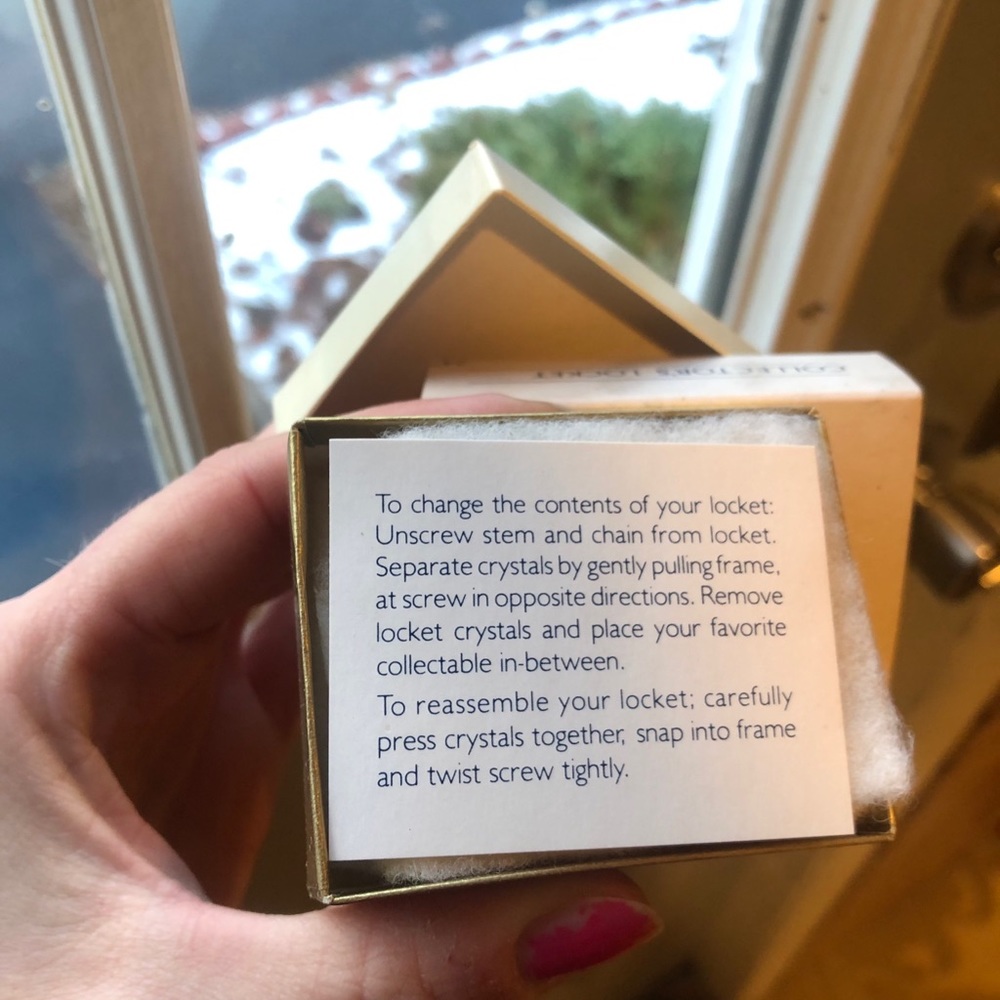 COLLECTOR'S LOCKET
To change the contents of your locket:
Unscrew stem and chain from locket.
Separate crystals by gently pulling frame,
at screw in opposite directions. Remove
locket crystals and place your favorite
collectable in-between.
To reassemble your locket; carefully
press crystals together, snap into frame
and twist screw tightly.